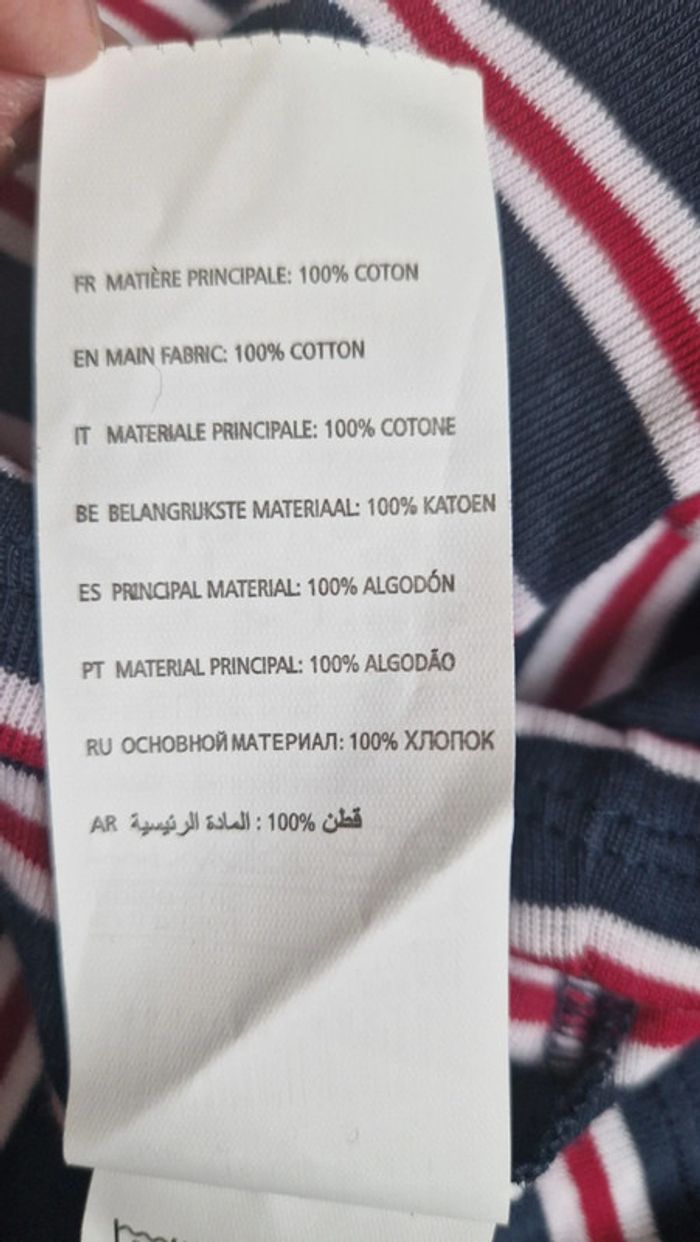 FR MATIÈRE PRINCIPALE: 100% COTON
EN MAIN FABRIC: 100% COTTON
IT MATERIALE PRINCIPALE: 100% COTONE
BE BELANGRIJKSTE MATERIAAL: 100% KATOEN
ES PRINCIPAL MATERIAL: 100% ALGODÓN
PT MATERIAL PRINCIPAL: 100% ALGODÃO
RU ОСНОВНОЙ МАТЕРИАЛ: 100% ХЛОПОК
AR المادة الرئيسية : 100% قطن